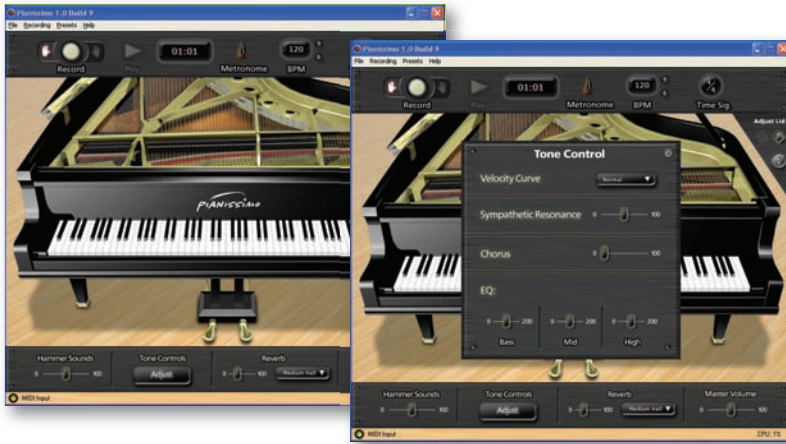 Pianissimo 1.0 Build 9
File Recording Presets Help
01:01
120
Record
Play
Metronome
BPM
PIANISSIMO
Hammer Sounds
Tone Controls
Reverb
0
100
Adjust
0
100
Medium Hall
MIDI Input
Pianissimo 1.0 Build 9
File Recording Presets Help
01:01
120
Record
Play
Metronome
BPM
Time Sig
Adjust Lid
Tone Control
Velocity Curve
Normal
Sympathetic Resonance
0
100
Chorus
0
100
EQ:
0
200
0
200
0
200
Bass
Mid
High
Hammer Sounds
Tone Controls
Reverb
Master Volume
0
100
Adjust
0
100
Medium Hall
0
100
MIDI Input
CPU: 1%